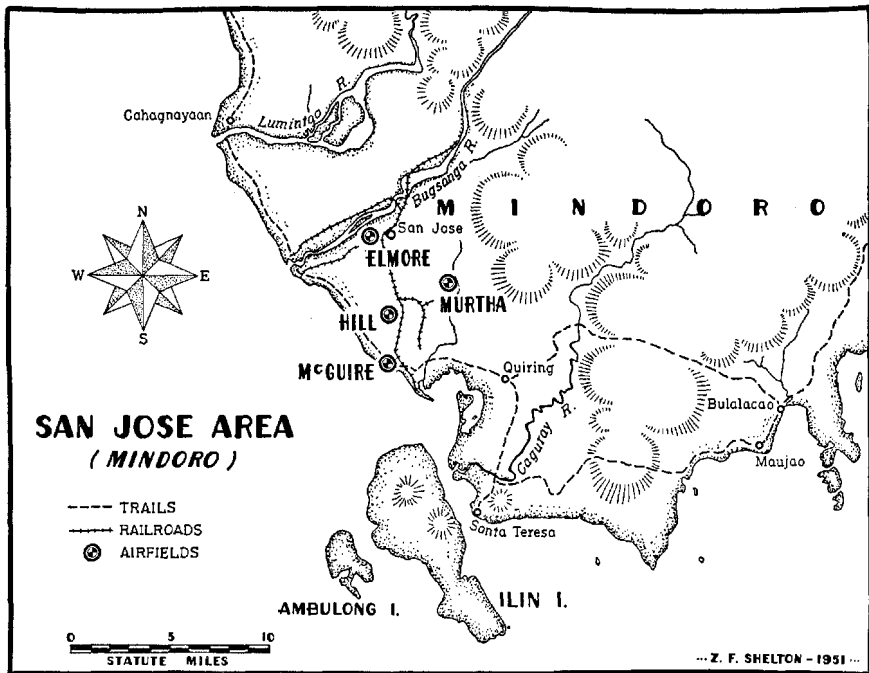 Cahagnayaan
Lumintao R.
Bugsanga R.
MINDORO
San Jose
ELMORE
MURTHA
HILL
McGUIRE
N
W
E
S
Quiring
Caguray R.
Bulalacao
Maujao
Santa Teresa
SAN JOSE AREA
(MINDORO)
TRAILS
RAILROADS
AIRFIELDS
AMBULONG I.
ILIN I.
0 5 10
STATUTE MILES
Z. F. SHELTON - 1951